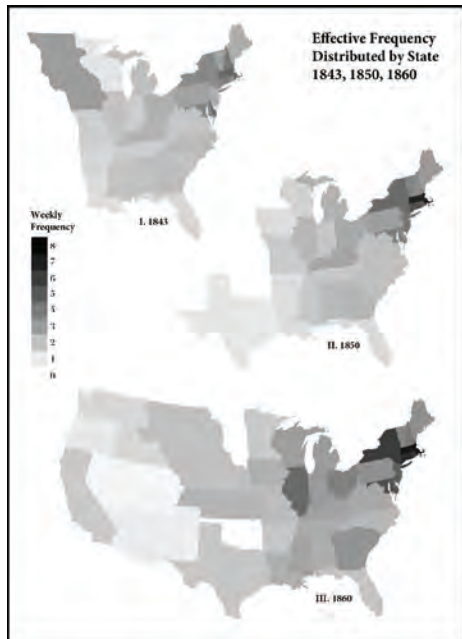 Effective Frequency
Distributed by State
1843, 1850, 1860
I. 1843
Weekly
Frequency
8
7
6
5
4
3
2
1
0
II. 1850
III. 1860